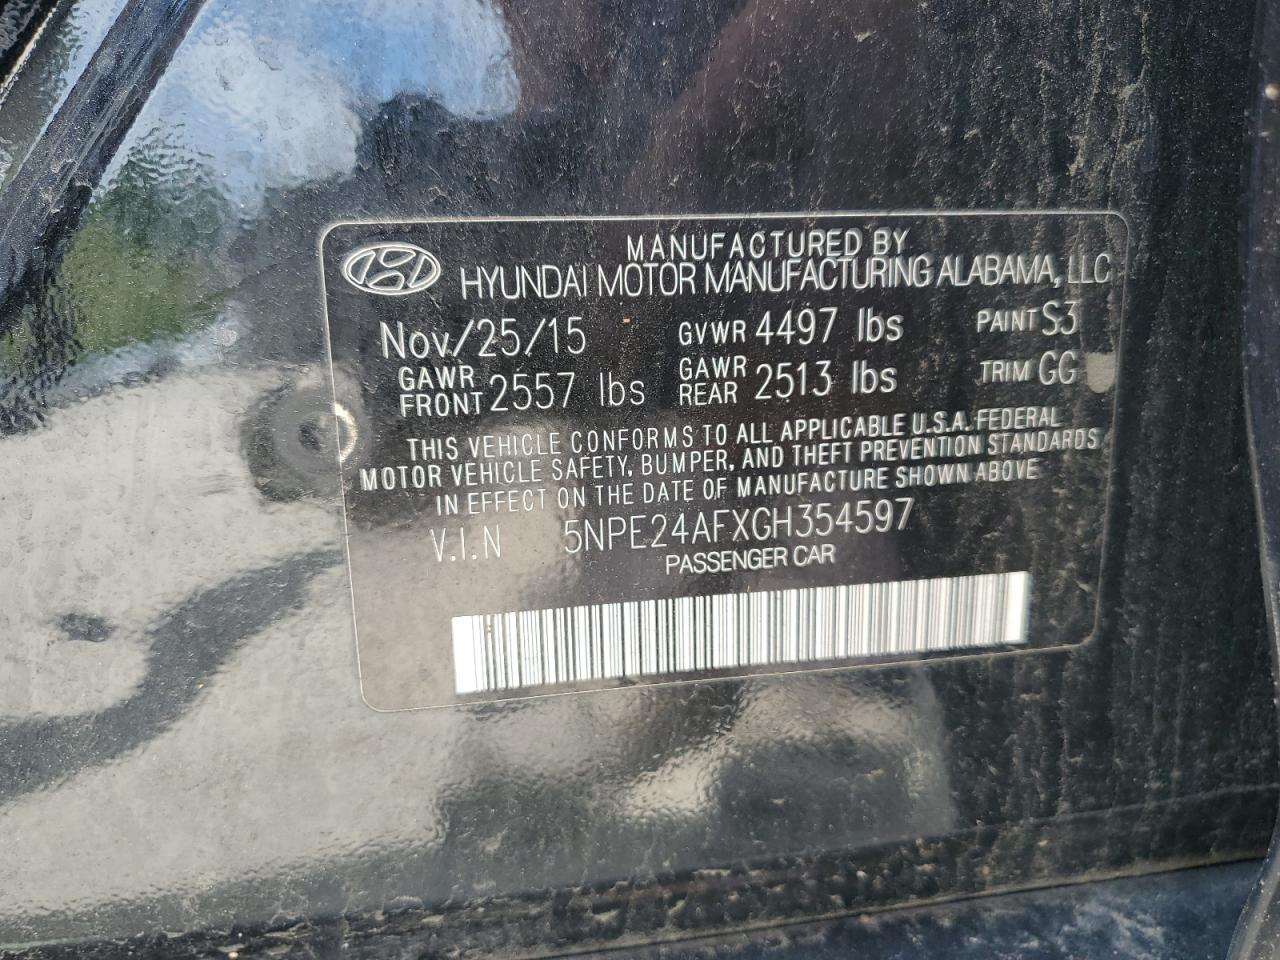 MANUFACTURED BY
HYUNDAI MOTOR MANUFACTURING ALABAMA, LLC
Nov/25/15 GVWR 4497 lbs PAINT S3
GAWR FRONT 2557 lbs GAWR REAR 2513 lbs TRIM GG
THIS VEHICLE CONFORMS TO ALL APPLICABLE U.S.A. FEDERAL
MOTOR VEHICLE SAFETY, BUMPER, AND THEFT PREVENTION STANDARDS
IN EFFECT ON THE DATE OF MANUFACTURE SHOWN ABOVE
V.I.N 5NPE24AFXGH354597
PASSENGER CAR